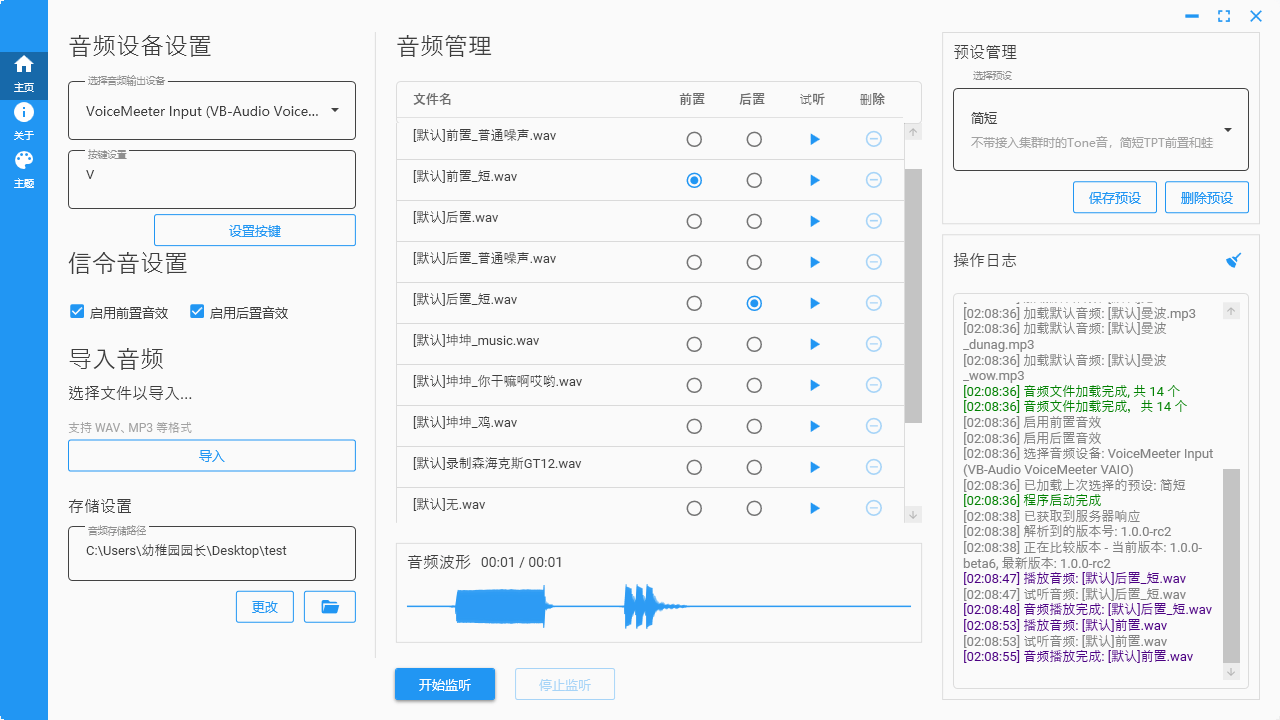 主页
关于
主题
音频设备设置
选择音频输出设备
VoiceMeeter Input (VB-Audio Voice...
按键设置
V
设置按键
信令音设置
启用前置音效
启用后置音效
导入音频
选择文件以导入...
支持 WAV、MP3 等格式
导入
存储设置
音频存储路径
C:\Users\幼稚园园长\Desktop\test
更改
音频管理
文件名 前置 后置 试听 删除
[默认]前置_普通噪声.wav
[默认]前置_短.wav
[默认]后置.wav
[默认]后置_普通噪声.wav
[默认]后置_短.wav
[默认]坤坤_music.wav
[默认]坤坤_你干嘛啊哎哟.wav
[默认]坤坤_鸡.wav
[默认]录制森海克斯GT12.wav
[默认]无.wav
音频波形 00:01 / 00:01
开始监听
停止监听
预设管理
选择预设
简短
不带接入集群时的Tone音，简短TPT前置和蛙
保存预设
删除预设
操作日志
[02:08:36] 加载默认音频: [默认]曼波.mp3
[02:08:36] 加载默认音频: [默认]曼波
_dunag.mp3
[02:08:36] 加载默认音频: [默认]曼波
_wow.mp3
[02:08:36] 音频文件加载完成, 共 14 个
[02:08:36] 音频文件加载完成，共 14 个
[02:08:36] 启用前置音效
[02:08:36] 启用后置音效
[02:08:36] 选择音频设备: VoiceMeeter Input
(VB-Audio VoiceMeeter VAIO)
[02:08:36] 已加载上次选择的预设: 简短
[02:08:36] 程序启动完成
[02:08:38] 已获取到服务器响应
[02:08:38] 解析到的版本号: 1.0.0-rc2
[02:08:38] 正在比较版本 - 当前版本: 1.0.0-
beta6, 最新版本: 1.0.0-rc2
[02:08:47] 播放音频: [默认]后置_短.wav
[02:08:47] 试听音频: [默认]后置_短.wav
[02:08:48] 音频播放完成: [默认]后置_短.wav
[02:08:53] 播放音频: [默认]前置.wav
[02:08:53] 试听音频: [默认]前置.wav
[02:08:55] 音频播放完成: [默认]前置.wav